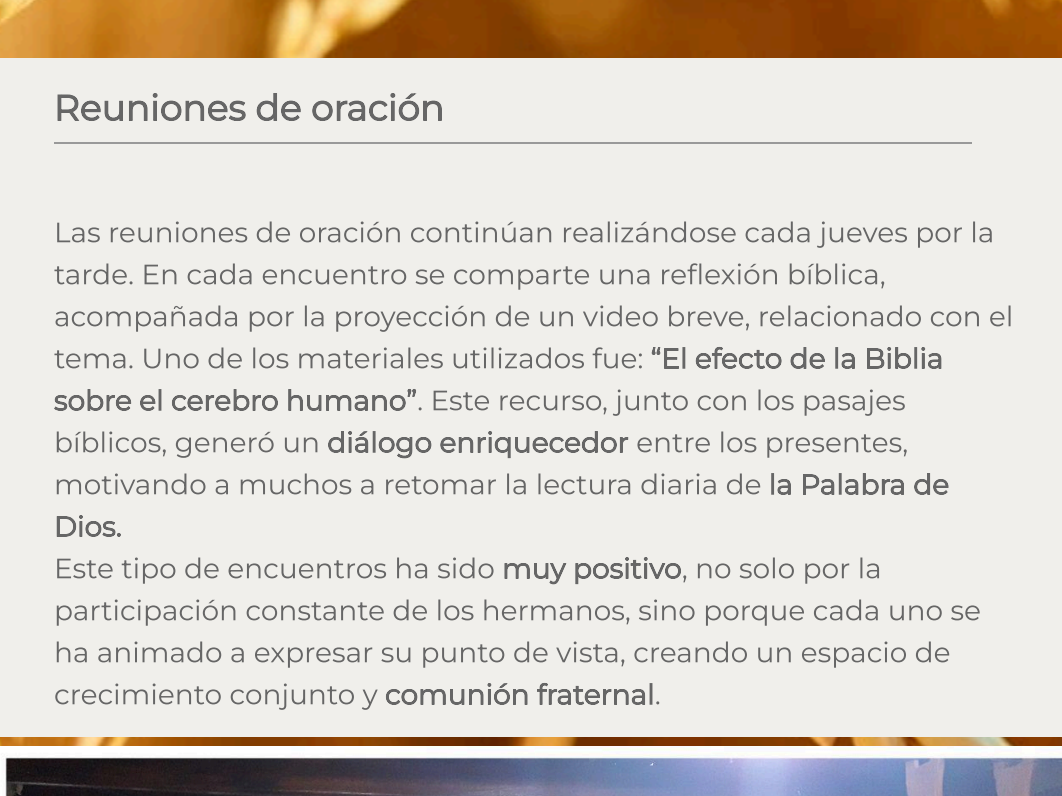 Reuniones de oración
Las reuniones de oración continúan realizándose cada jueves por la
tarde. En cada encuentro se comparte una reflexión bíblica,
acompañada por la proyección de un video breve, relacionado con el
tema. Uno de los materiales utilizados fue: “El efecto de la Biblia
sobre el cerebro humano”. Este recurso, junto con los pasajes
bíblicos, generó un diálogo enriquecedor entre los presentes,
motivando a muchos a retomar la lectura diaria de la Palabra de
Dios.
Este tipo de encuentros ha sido muy positivo, no solo por la
participación constante de los hermanos, sino porque cada uno se
ha animado a expresar su punto de vista, creando un espacio de
crecimiento conjunto y comunión fraternal.